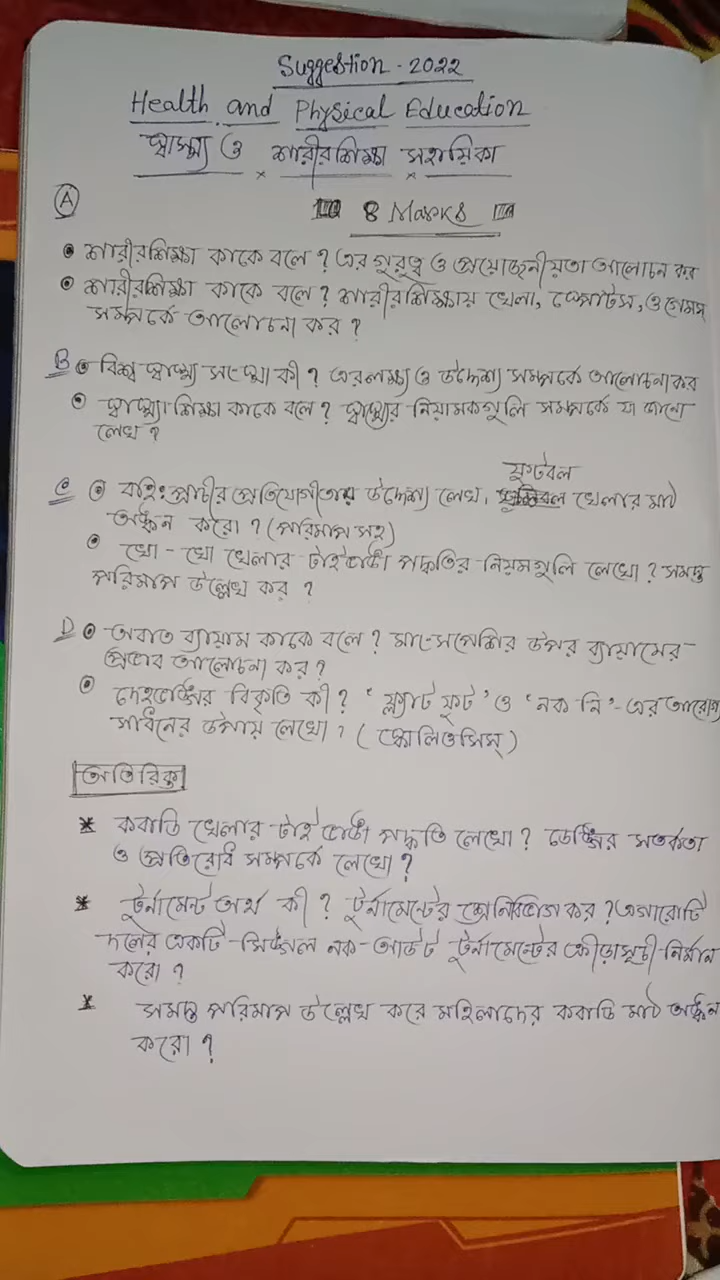 Suggestion - 2022
Health and Physical Education
স্বাস্থ্য ও শারীরশিক্ষা সহায়িকা
A
8 Marks
শারীরশিক্ষা কাকে বলে ? এর গুরুত্ব ও প্রয়োজনীয়তা আলোচনা কর
শারীরশিক্ষা কাকে বলে ? শারীরশিক্ষায় খেলা, স্পোর্টস, ও গেমস্
সম্পর্কে আলোচনা কর ?
B বিশ্ব স্বাস্থ্য সংস্থা কী ? এর লক্ষ্য ও উদ্দেশ্য সম্পর্কে আলোচনা কর
স্বাস্থ্য শিক্ষা কাকে বলে ? স্বাস্থ্যের নিয়ামকগুলি সম্পর্কে যা জানো
লেখ ?
ফুটবল
C বহিঃপ্রাচীর প্রতিযোগীতার উদ্দেশ্য লেখ, খেলার মাঠ
অঙ্কন করো ? (পরিমাপ সহ)
খো - খো খেলার টাইভাঙা পদ্ধতির নিয়মগুলি লেখো ? সমস্ত
পরিমাপ উল্লেখ কর ?
D অবাত ব্যায়াম কাকে বলে ? মাংসপেশির উপর ব্যায়ামের
প্রভাব আলোচনা কর ?
দেহভঙ্গির বিকৃতি কী ? 'ফ্ল্যাট ফুট' ও 'নক নি'-এর আরোগ্য
সাধনের উপায় লেখো ? (স্কোলিওসিস্)
অতিরিক্ত
* কবাডি খেলার টাইভাঙা পদ্ধতি লেখো ? ডেঙ্গির সতর্কতা
ও প্রতিরোধ সম্পর্কে লেখো ?
* টুর্নামেন্ট অর্থ কী ? টুর্নামেন্টের শ্রেনিবিভাগ কর ? এগারোটি
দলের একটি সিঙ্গল নক-আউট টুর্নামেন্টের ক্রীড়াসূচী নির্মান
করো ?
* সমস্ত পরিমাপ উল্লেখ করে মহিলাদের কবাডি মাঠ অঙ্কন
করো ?